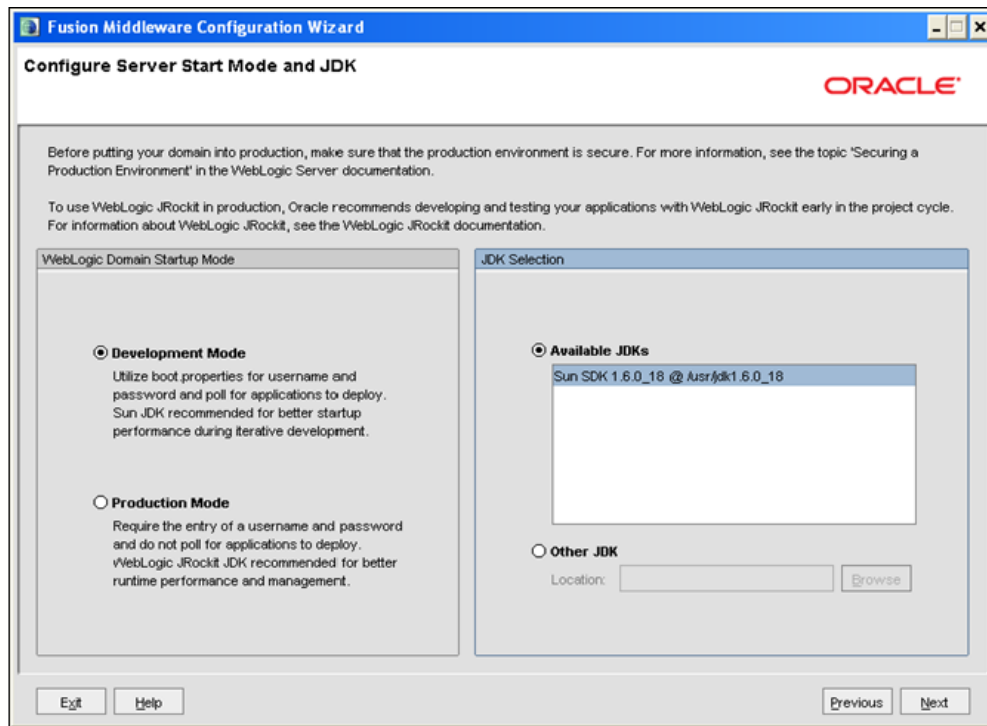 Fusion Middleware Configuration Wizard
Configure Server Start Mode and JDK
ORACLE
Before putting your domain into production, make sure that the production environment is secure. For more information, see the topic 'Securing a
Production Environment' in the WebLogic Server documentation.
To use WebLogic JRockit in production, Oracle recommends developing and testing your applications with WebLogic JRockit early in the project cycle.
For information about WebLogic JRockit, see the WebLogic JRockit documentation.
WebLogic Domain Startup Mode
Development Mode
Utilize boot.properties for username and
password and poll for applications to deploy.
Sun JDK recommended for better startup
performance during iterative development.
Production Mode
Require the entry of a username and password
and do not poll for applications to deploy.
WebLogic JRockit JDK recommended for better
runtime performance and management.
JDK Selection
Available JDKs
Sun SDK 1.6.0_18 @ /usr/jdk1.6.0_18
Other JDK
Location:
Browse
Exit
Help
Previous
Next